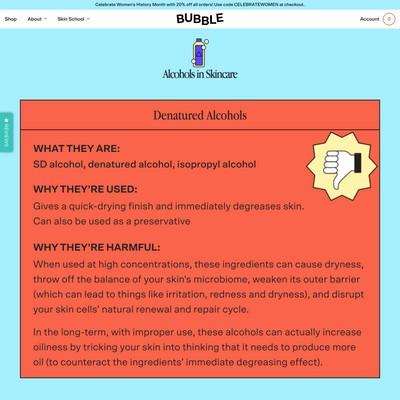 Celebrate Women's History Month with 20% off all orders! Use code CELEBRATEWOMEN at checkout.
Shop About Skin School BUBBLE Account 0
Alcohols in Skincare
★ REVIEWS
Denatured Alcohols
WHAT THEY ARE:
SD alcohol, denatured alcohol, isopropyl alcohol
WHY THEY'RE USED:
Gives a quick-drying finish and immediately degreases skin.
Can also be used as a preservative
WHY THEY'RE HARMFUL:
When used at high concentrations, these ingredients can cause dryness,
throw off the balance of your skin's microbiome, weaken its outer barrier
(which can lead to things like irritation, redness and dryness), and disrupt
your skin cells' natural renewal and repair cycle.
In the long-term, with improper use, these alcohols can actually increase
oiliness by tricking your skin into thinking that it needs to produce more
oil (to counteract the ingredients' immediate degreasing effect).